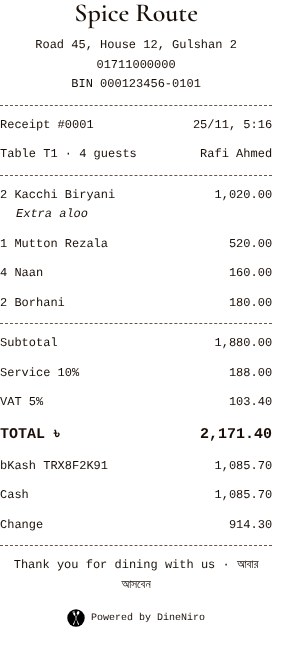 Spice Route
Road 45, House 12, Gulshan 2
01711000000
BIN 000123456-0101
Receipt #0001 25/11, 5:16
Table T1 · 4 guests Rafi Ahmed
2 Kacchi Biryani 1,020.00
Extra aloo
1 Mutton Rezala 520.00
4 Naan 160.00
2 Borhani 180.00
Subtotal 1,880.00
Service 10% 188.00
VAT 5% 103.40
TOTAL ৳ 2,171.40
bKash TRX8F2K91 1,085.70
Cash 1,085.70
Change 914.30
Thank you for dining with us · আবার
আসবেন
Powered by DineNiro